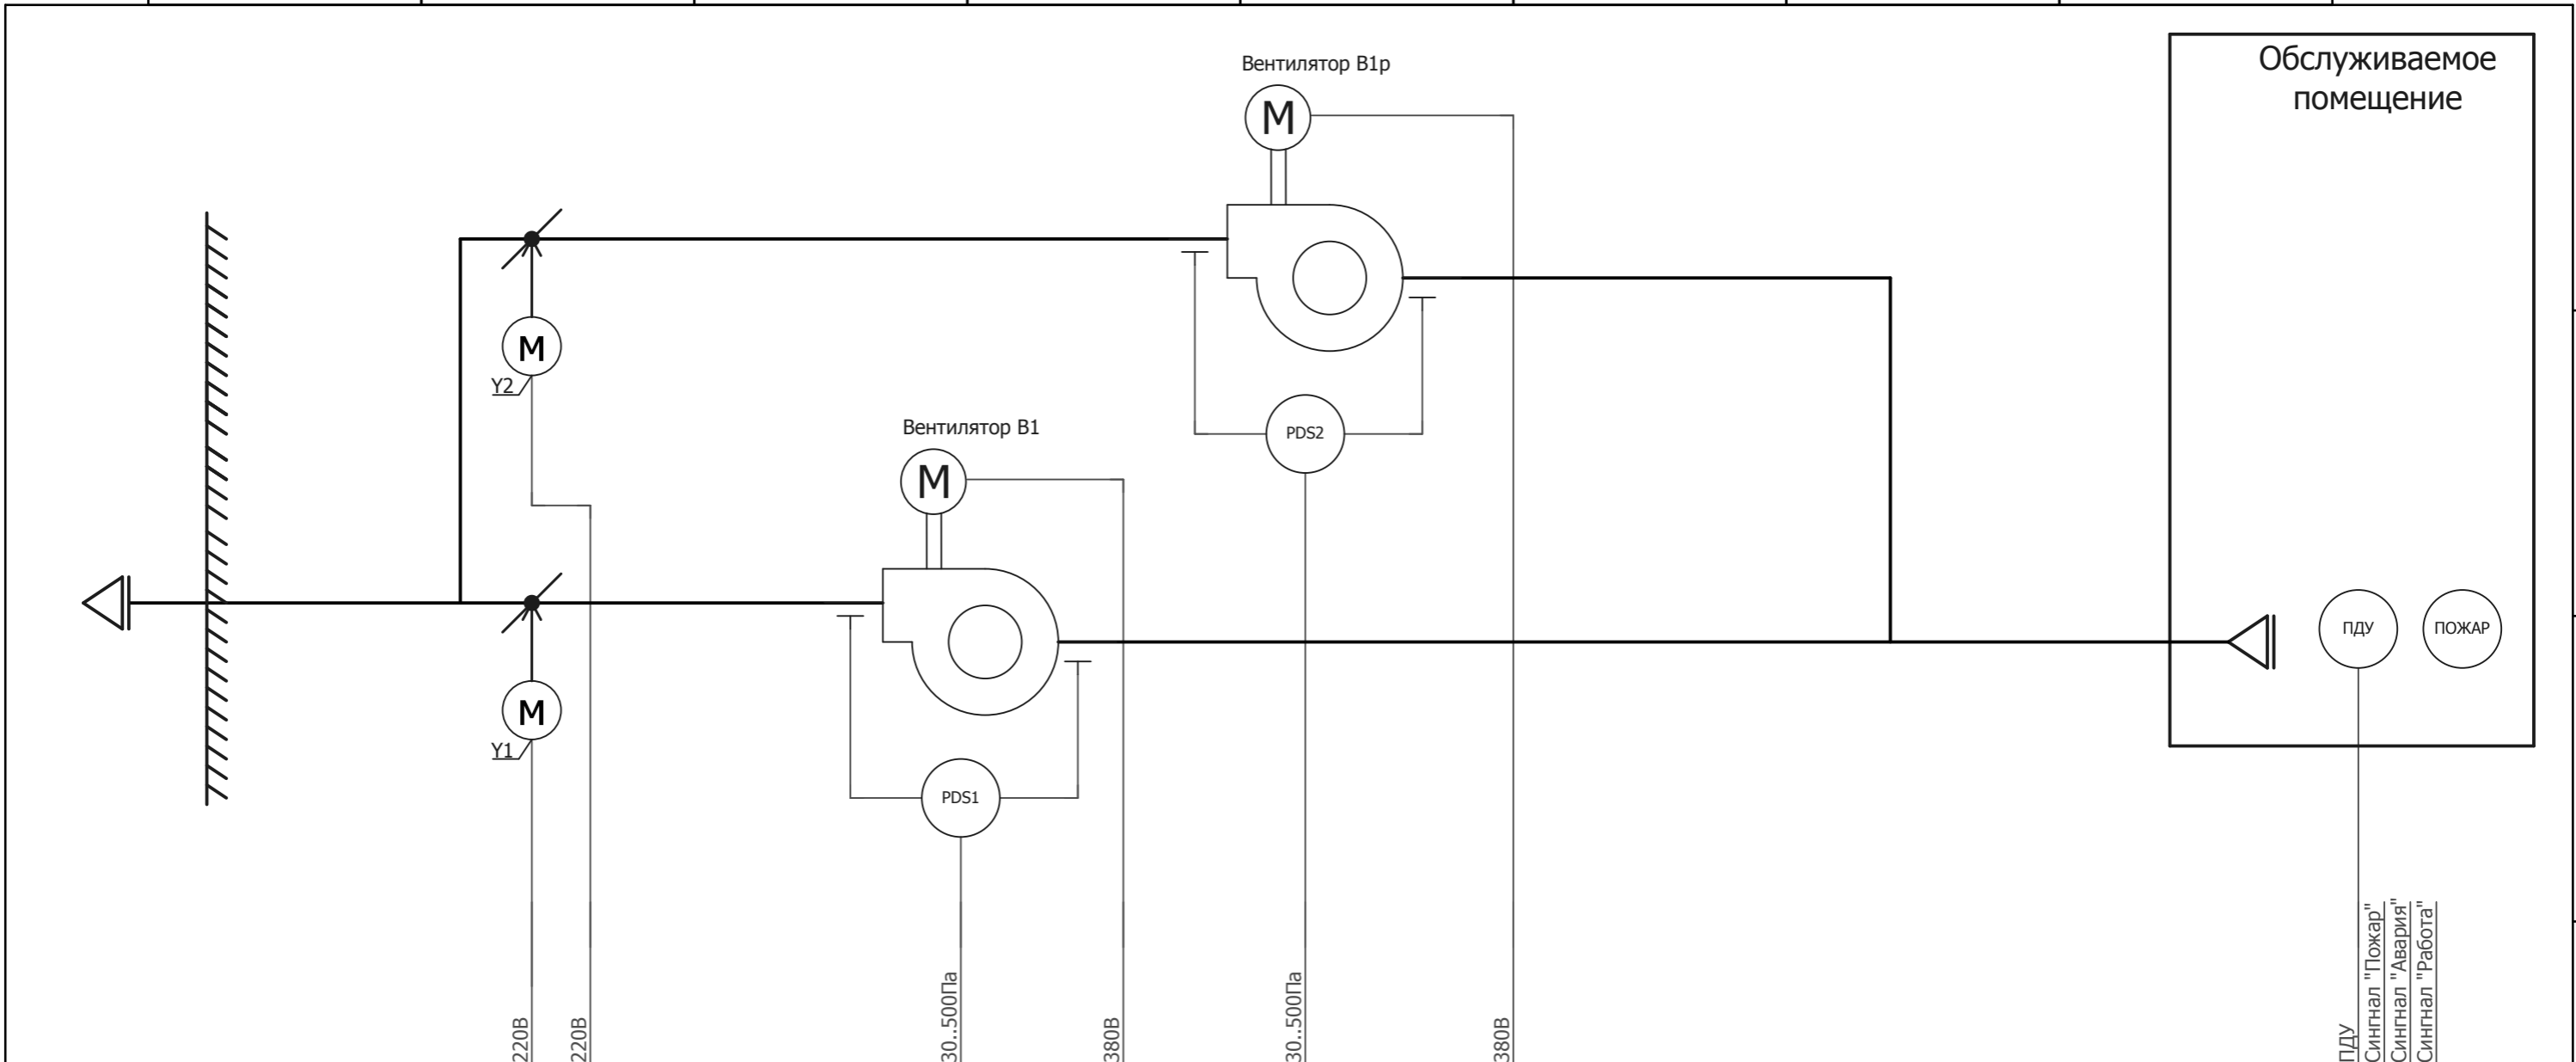 Вентилятор В1р
Обслуживаемое
помещение
М
М
Y2
PDS2
Вентилятор В1
М
ПДУ
ПОЖАР
М
Y1
PDS1
220В
220В
30..500Па
380В
30..500Па
380В
ПДУ
Сингнал "Пожар"
Сингнал "Авария"
Сингнал "Работа"